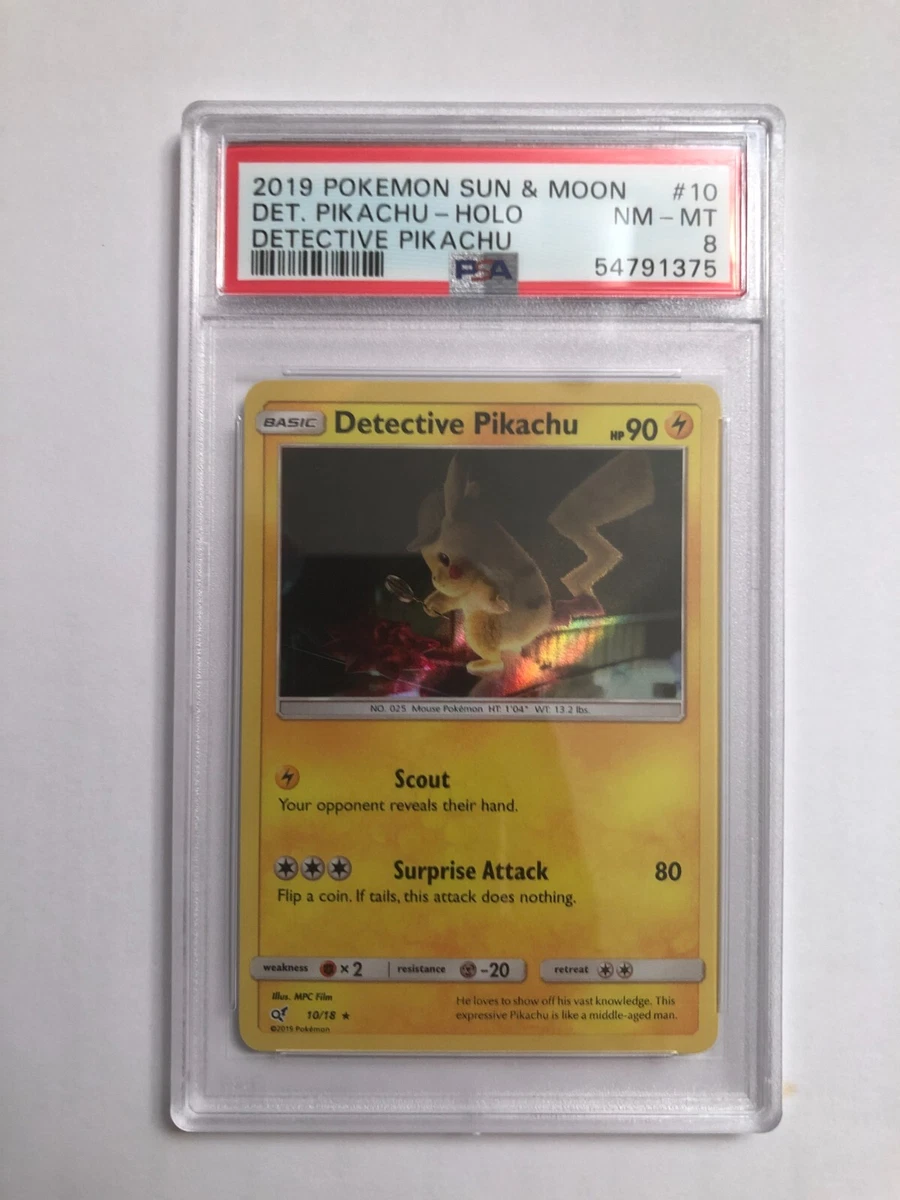 2019 POKEMON SUN & MOON #10
DET. PIKACHU - HOLO NM - MT
DETECTIVE PIKACHU 8
PSA 54791375
BASIC Detective Pikachu HP 90
NO. 025 Mouse Pokémon HT: 1'04" WT: 13.2 lbs.
Scout
Your opponent reveals their hand.
Surprise Attack 80
Flip a coin. If tails, this attack does nothing.
weakness ×2 resistance -20 retreat
Illus. MPC Film
He loves to show off his vast knowledge. This
10/18 ★
expressive Pikachu is like a middle-aged man.
©2019 Pokémon